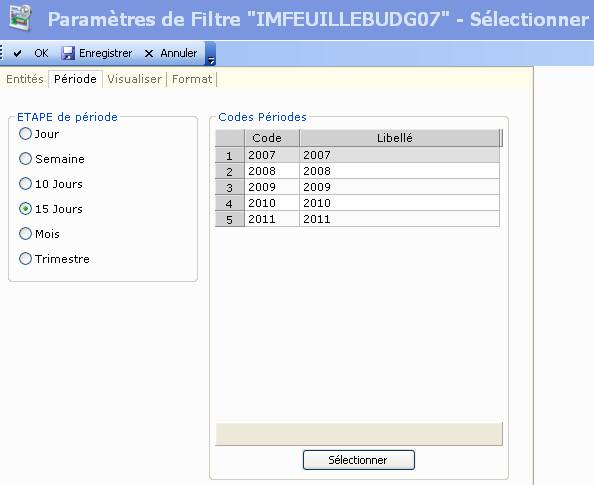 Paramètres de Filtre "IMFEUILLEBUDG07" - Sélectionner
OK Enregistrer Annuler
Entités Période Visualiser Format
ETAPE de période
Jour
Semaine
10 Jours
15 Jours
Mois
Trimestre
Codes Périodes
Code Libellé
1 2007 2007
2 2008 2008
3 2009 2009
4 2010 2010
5 2011 2011
Sélectionner